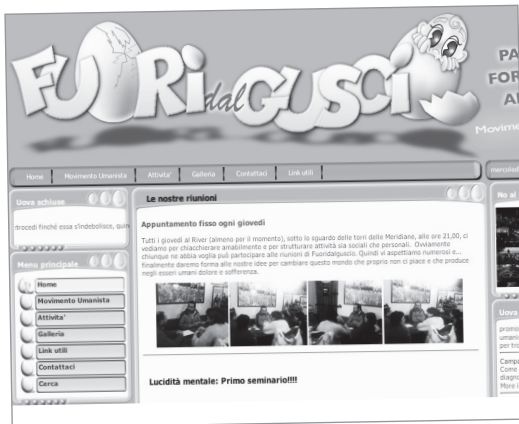 FUORI dal GUSCIO
PA
FOR
Movime
Home Movimento Umanista Attivita' Galleria Contattaci Link utili
mercoled
Uova schiuse
trocedi finché essa s'indebolisce, quin
Menu principale
Home
Movimento Umanista
Attivita'
Galleria
Link utili
Contattaci
Cerca
Le nostre riunioni
Appuntamento fisso ogni giovedì
Tutti i giovedì al River (almeno per il momento), sotto lo sguardo delle torri delle Meridiane, alle ore 21,00, ci
vediamo per chiacchierare amabilmente e per strutturare attività sia sociali che personali. Ovviamente
chiunque ne abbia voglia può partecipare alle riunioni di Fuoridalguscio. Quindi vi aspettiamo numerosi e...
finalmente daremo forma alle nostre idee per cambiare questo mondo che proprio non ci piace e che produce
negli esseri umani dolore e sofferenza.
Lucidità mentale: Primo seminario!!!!
No al
Uova
promo
umani
per tro
Campa
Come
diagno
More i